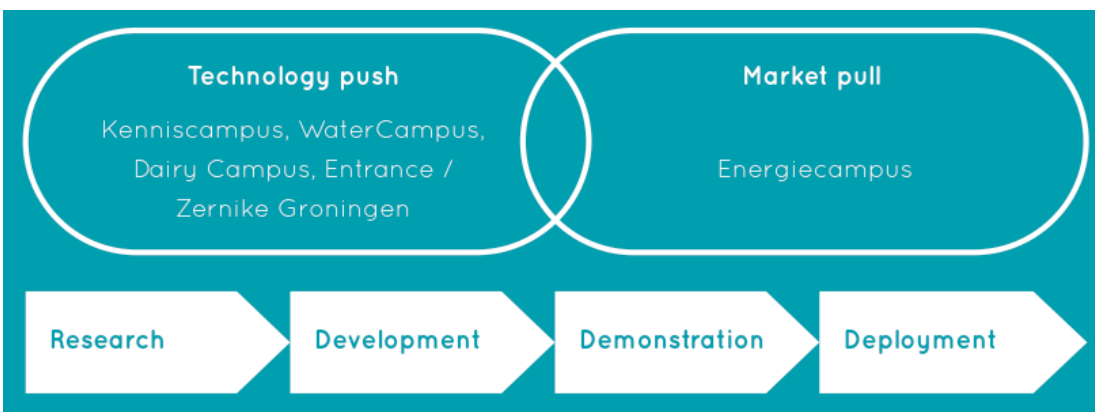 Technology push
Kenniscampus, WaterCampus,
Dairy Campus, Entrance /
Zernike Groningen
Market pull
Energiecampus
Research
Development
Demonstration
Deployment